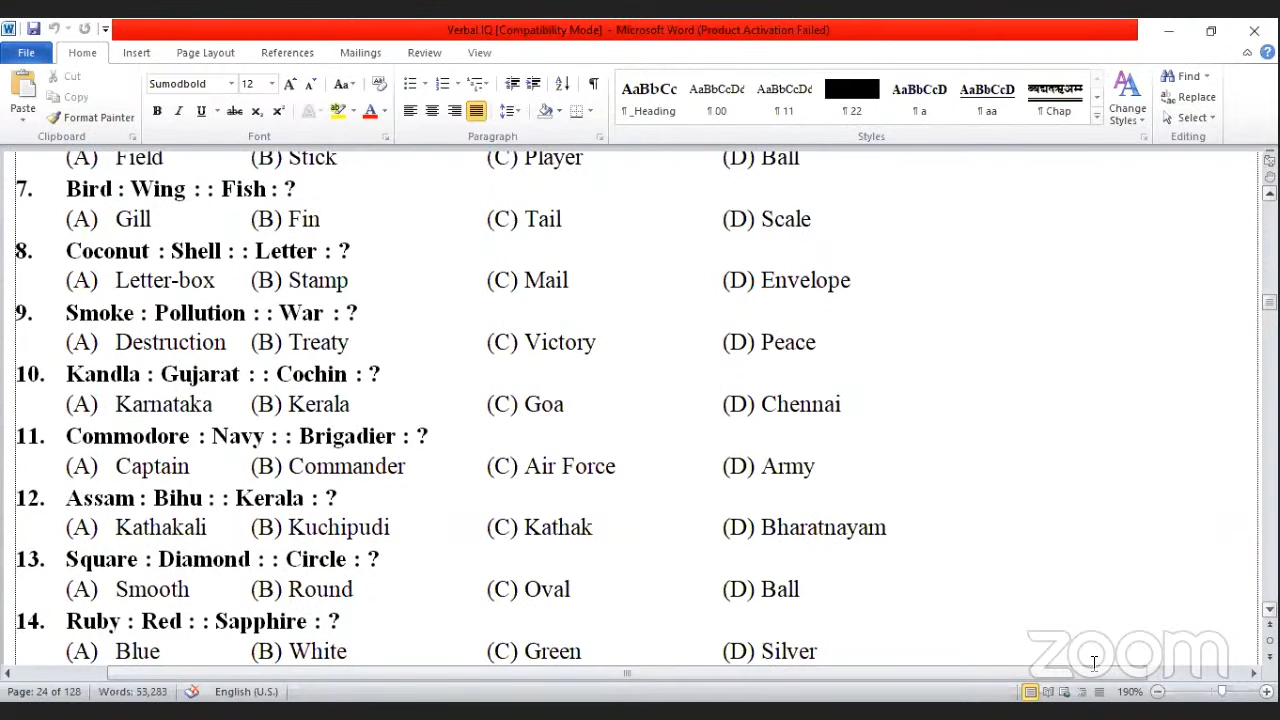 Verbal IQ [Compatibility Mode] - Microsoft Word (Product Activation Failed)
File Home Insert Page Layout References Mailings Review View
Paste
Cut
Copy
Format Painter
Clipboard
Sumodbold 12
Font
Paragraph
AaBbCc AaBbCcDc AaBbCcDd AaBbCcD AaBbCcD
¶ _Heading ¶ 00 ¶ 11 ¶ 22 ¶ a ¶ aa ¶ Chap
Styles
Change Styles
Find
Replace
Select
Editing
(A) Field (B) Stick (C) Player (D) Ball
7. Bird : Wing : : Fish : ?
(A) Gill (B) Fin (C) Tail (D) Scale
8. Coconut : Shell : : Letter : ?
(A) Letter-box (B) Stamp (C) Mail (D) Envelope
9. Smoke : Pollution : : War : ?
(A) Destruction (B) Treaty (C) Victory (D) Peace
10. Kandla : Gujarat : : Cochin : ?
(A) Karnataka (B) Kerala (C) Goa (D) Chennai
11. Commodore : Navy : : Brigadier : ?
(A) Captain (B) Commander (C) Air Force (D) Army
12. Assam : Bihu : : Kerala : ?
(A) Kathakali (B) Kuchipudi (C) Kathak (D) Bharatnayam
13. Square : Diamond : : Circle : ?
(A) Smooth (B) Round (C) Oval (D) Ball
14. Ruby : Red : : Sapphire : ?
(A) Blue (B) White (C) Green (D) Silver
zoom
Page: 24 of 128 Words: 53,283 English (U.S.) 190%